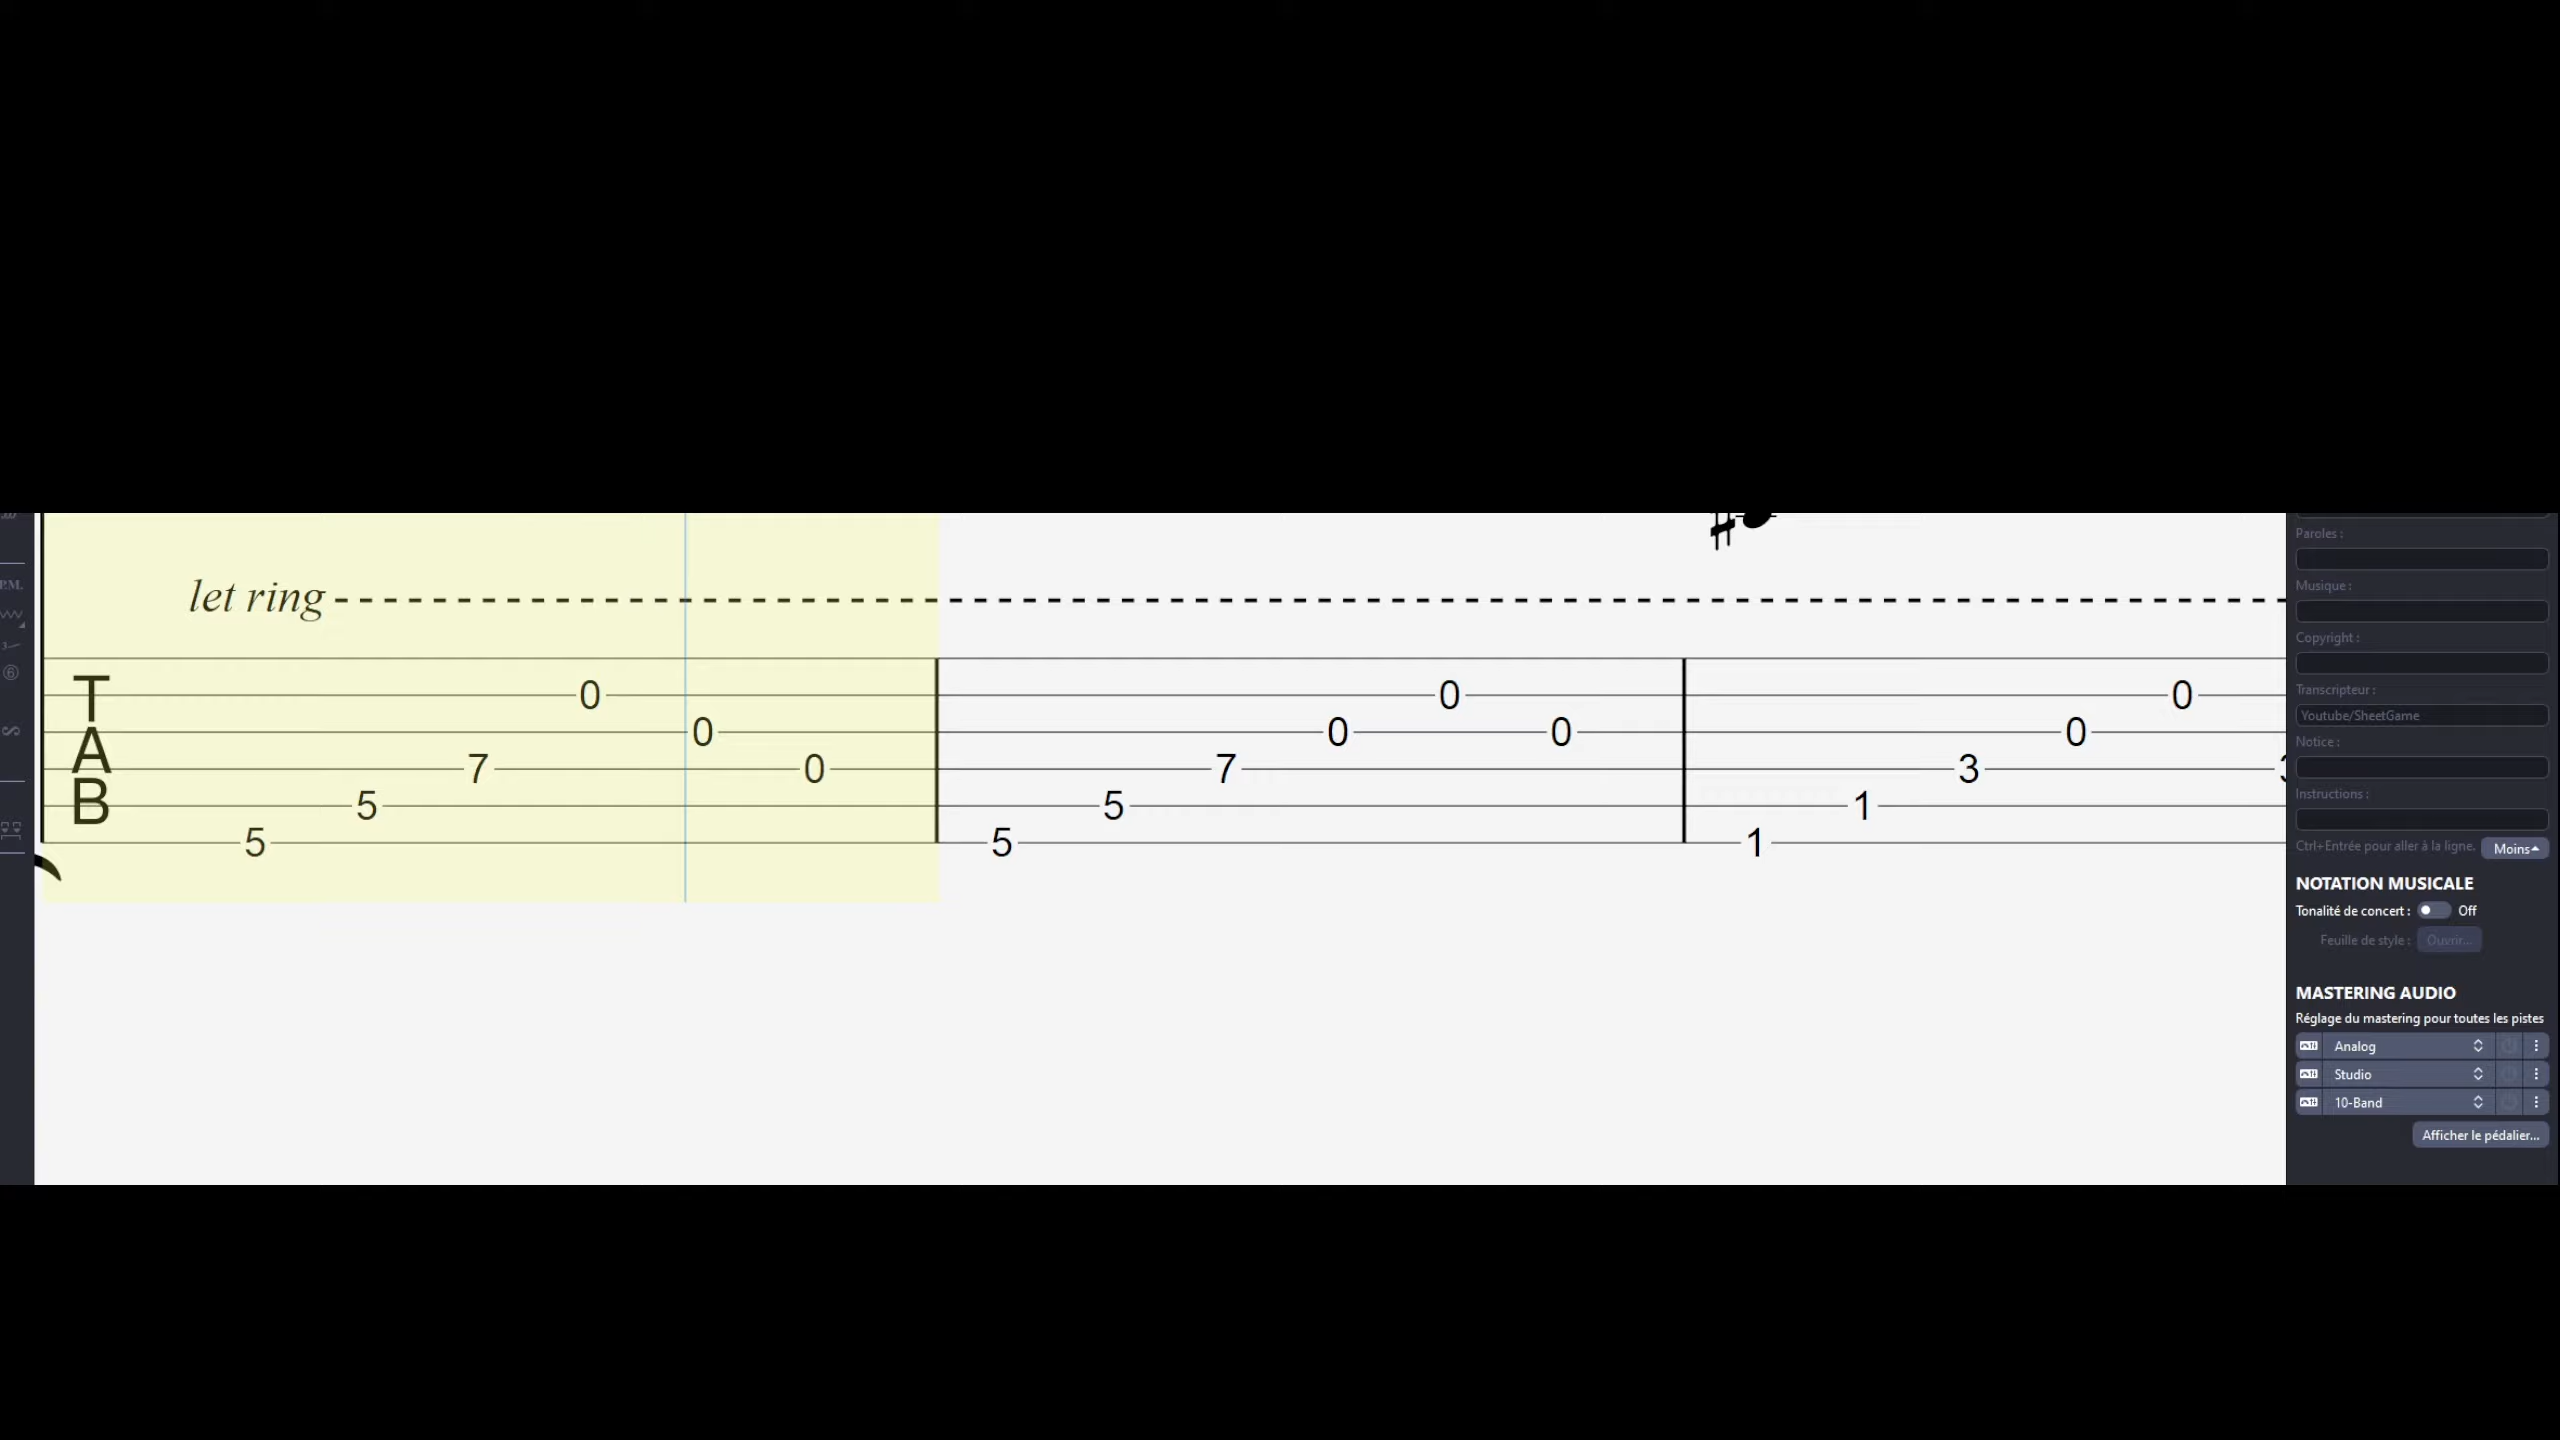 P.M.
let ring
T
A
B
0 0 0
0 0 0
7 0 7 3
5 5 1
5 5 1
Paroles :
Musique :
Copyright :
Transcripteur :
Youtube/SheetGame
Notice :
Instructions :
Ctrl+Entrée pour aller à la ligne. Moins
NOTATION MUSICALE
Tonalité de concert : Off
Feuille de style : Ouvrir...
MASTERING AUDIO
Réglage du mastering pour toutes les pistes
Analog
Studio
10-Band
Afficher le pédalier...